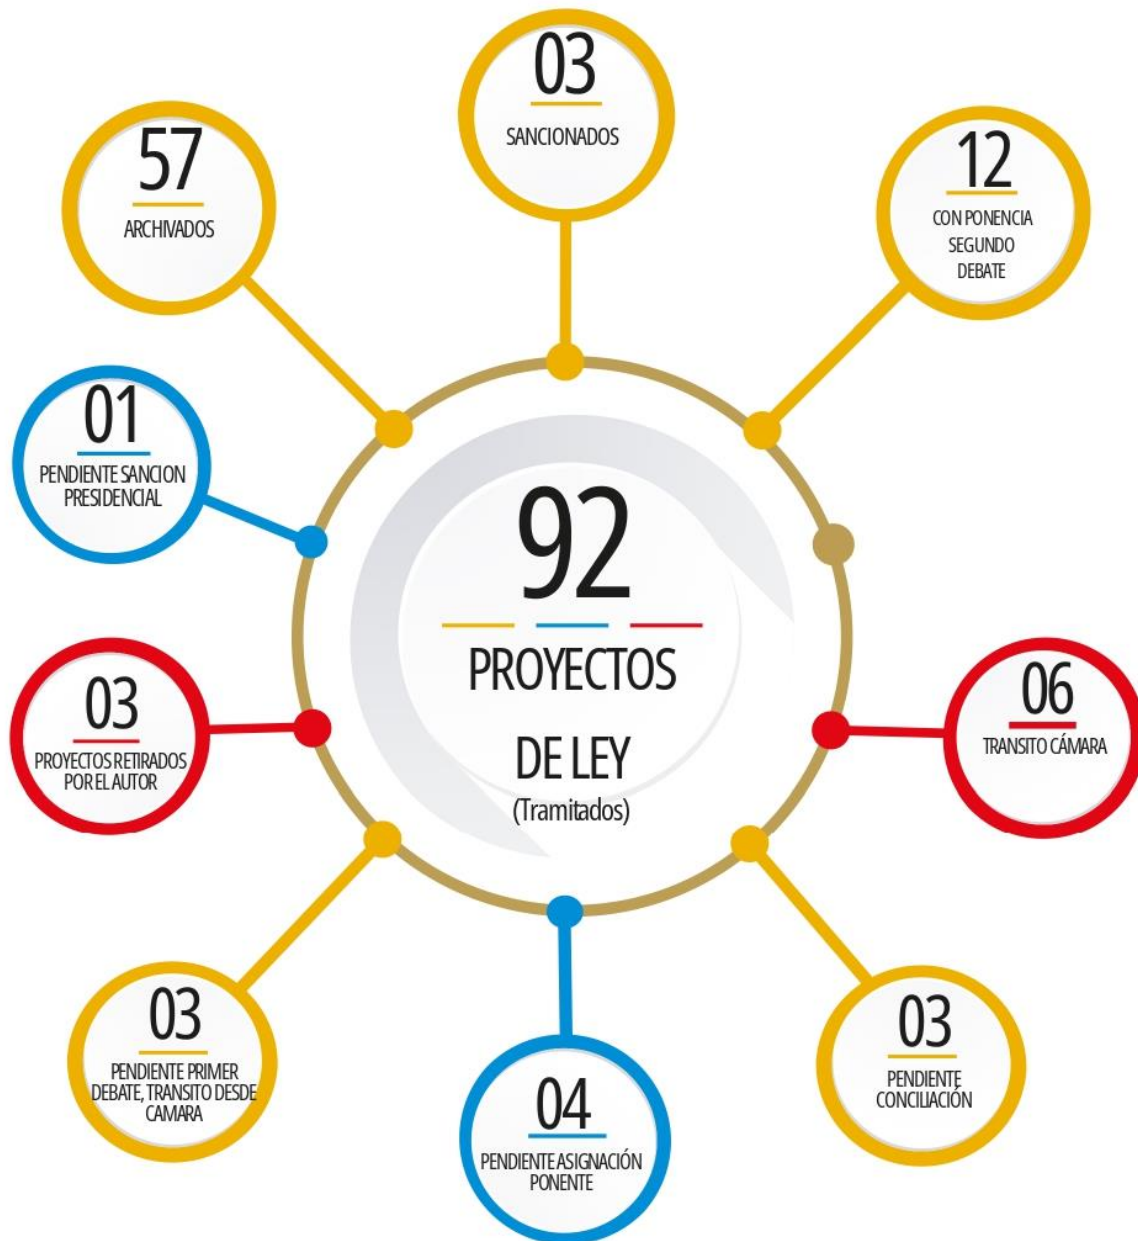 03
SANCIONADOS
57
ARCHIVADOS
12
CON PONENCIA
SEGUNDO
DEBATE
01
PENDIENTE SANCION
PRESIDENCIAL
92
PROYECTOS
DE LEY
(Tramitados)
03
PROYECTOS RETIRADOS
POR EL AUTOR
06
TRANSITO CÁMARA
03
PENDIENTE PRIMER
DEBATE, TRANSITO DESDE
CAMARA
04
PENDIENTE ASIGNACIÓN
PONENTE
03
PENDIENTE
CONCILIACIÓN